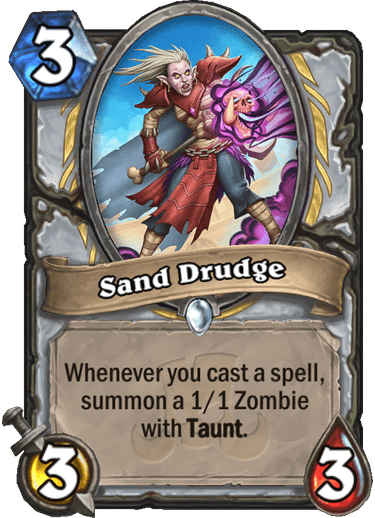 3
Sand Drudge
Whenever you cast a spell,
summon a 1/1 Zombie
with Taunt.
3
3